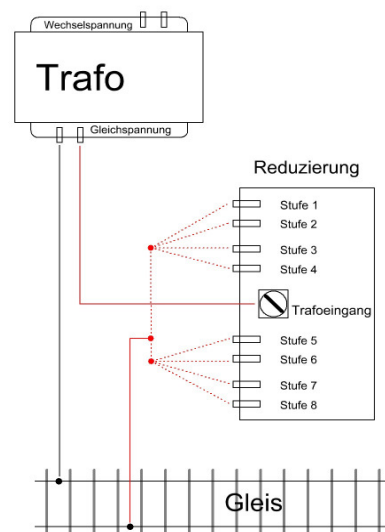 Wechselspannung
Trafo
Gleichspannung
Reduzierung
Stufe 1
Stufe 2
Stufe 3
Stufe 4
Trafoeingang
Stufe 5
Stufe 6
Stufe 7
Stufe 8
Gleis